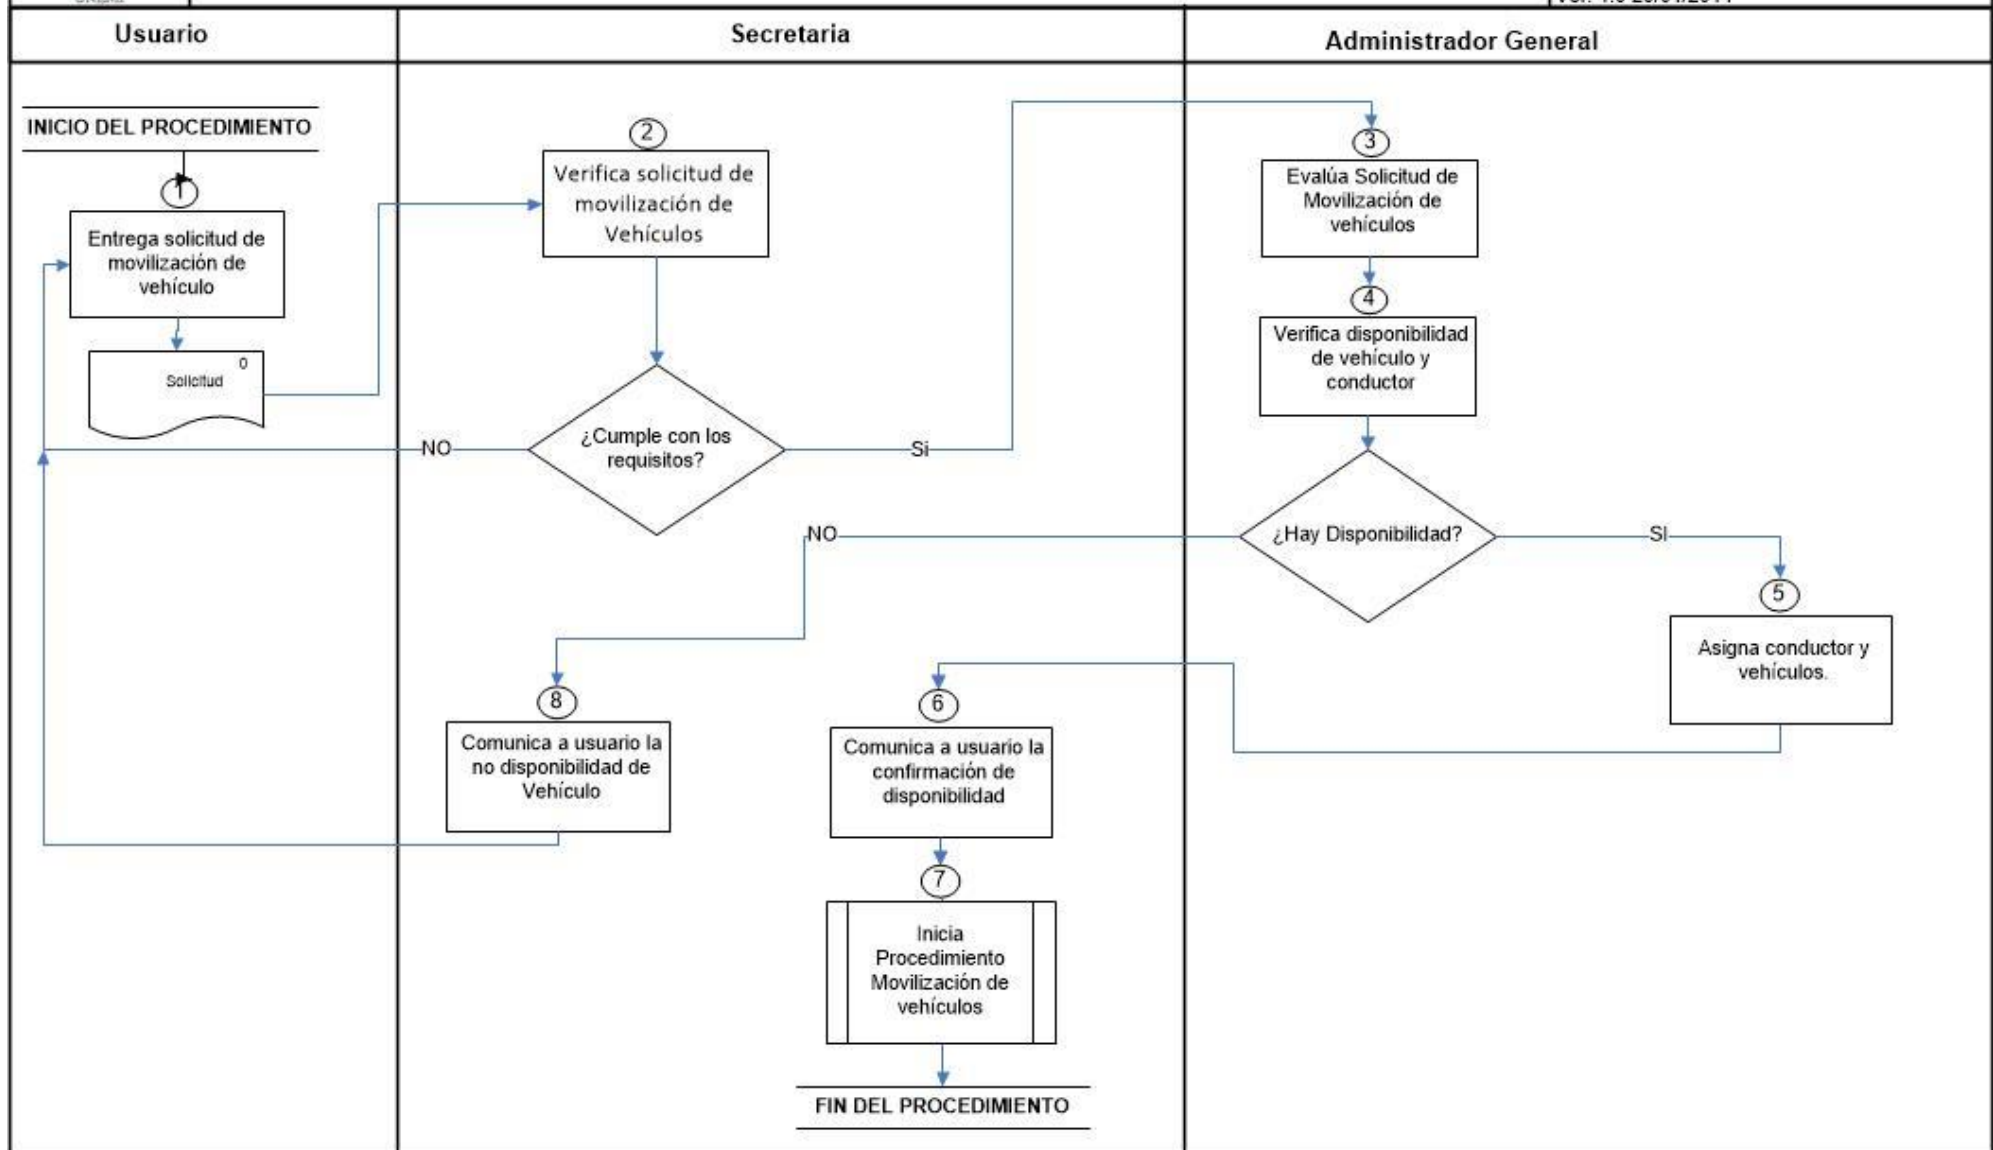 Usuario
Secretaria
Administrador General
INICIO DEL PROCEDIMIENTO
1
Entrega solicitud de
movilización de
vehículo
0
Solicitud
2
Verifica solicitud de
movilización de
Vehículos
¿Cumple con los
requisitos?
NO
Si
3
Evalúa Solicitud de
Movilización de
vehículos
4
Verifica disponibilidad
de vehículo y
conductor
¿Hay Disponibilidad?
NO
SI
5
Asigna conductor y
vehículos.
8
Comunica a usuario la
no disponibilidad de
Vehículo
6
Comunica a usuario la
confirmación de
disponibilidad
7
Inicia
Procedimiento
Movilización de
vehículos
FIN DEL PROCEDIMIENTO